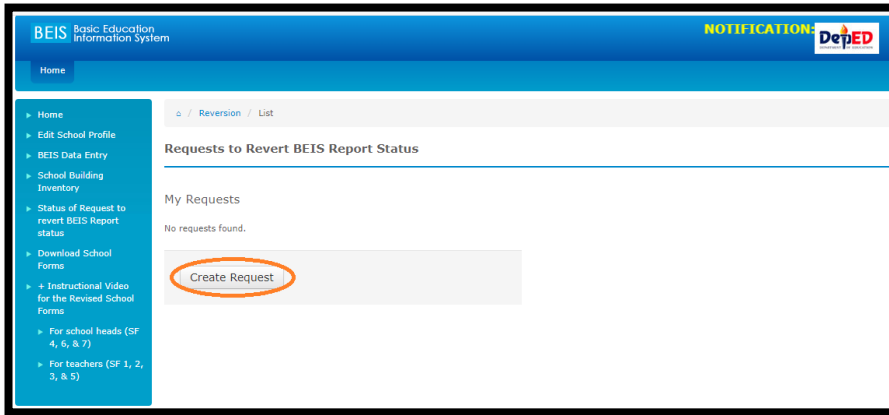 BEIS Basic Education Information System
NOTIFICATION:
DepED
DEPARTMENT OF EDUCATION
Home
Home
Edit School Profile
BEIS Data Entry
School Building
Inventory
Status of Request to
revert BEIS Report
status
Download School
Forms
+ Instructional Video
for the Revised School
Forms
For school heads (SF
4, 6, & 7)
For teachers (SF 1, 2,
3, & 5)
/ Reversion / List
Requests to Revert BEIS Report Status
My Requests
No requests found.
Create Request